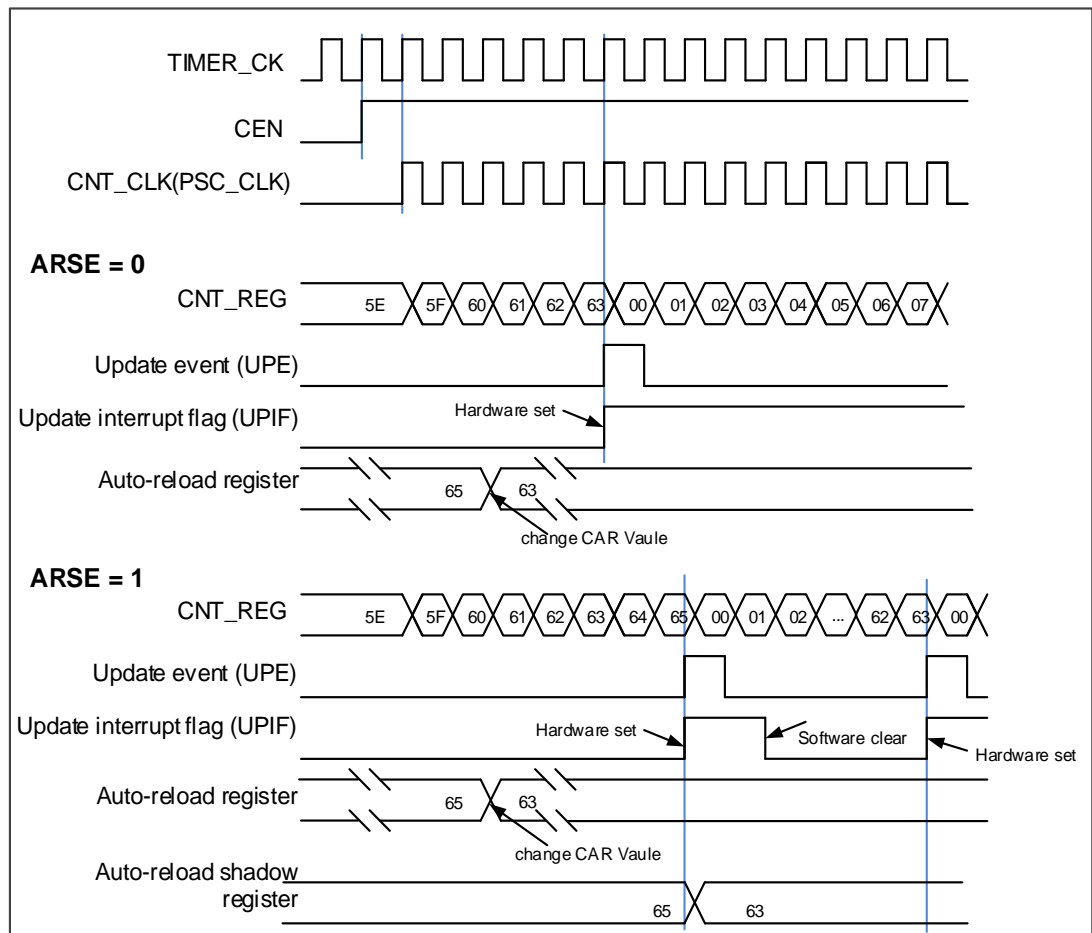 TIMER_CK
CEN
CNT_CLK(PSC_CLK)
ARSE = 0
CNT_REG 5E 5F 60 61 62 63 00 01 02 03 04 05 06 07
Update event (UPE)
Update interrupt flag (UPIF) Hardware set
Auto-reload register 65 63
change CAR Vaule
ARSE = 1
CNT_REG 5E 5F 60 61 62 63 64 65 00 01 02 ... 62 63 00
Update event (UPE)
Update interrupt flag (UPIF) Hardware set Software clear Hardware set
Auto-reload register 65 63
change CAR Vaule
Auto-reload shadow
register 65 63